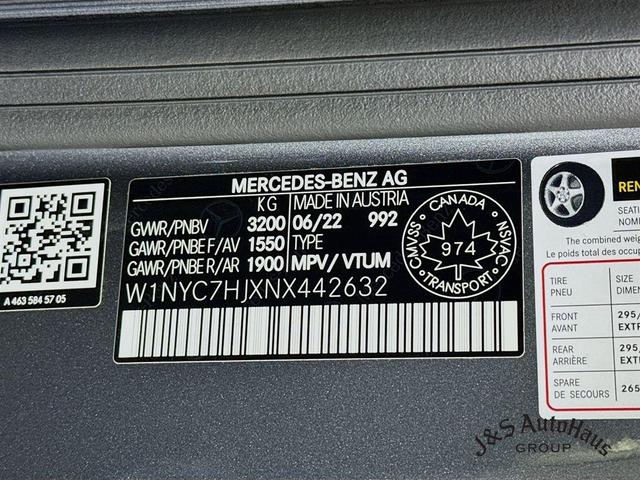 MERCEDES-BENZ AG
KG MADE IN AUSTRIA
GWWR/PNBV 3200 06/22 992
GAWR/PNBE F/AV 1550 TYPE
GAWR/PNBE R/AR 1900 MPV/ VTUM
W1NYC7HJXNX442632
CANADA
CMVSS NSVAC
974
TRANSPORT
A 463 584 57 05
REN
SEATI
NOMI
The combined weig
Le poids total des occup
TIRE SIZE
PNEU DIMEN
FRONT 295/
AVANT EXTR
REAR 295/
ARRIÈRE EXTR
SPARE
DE SECOURS 265
J&S AutoHaus
GROUP